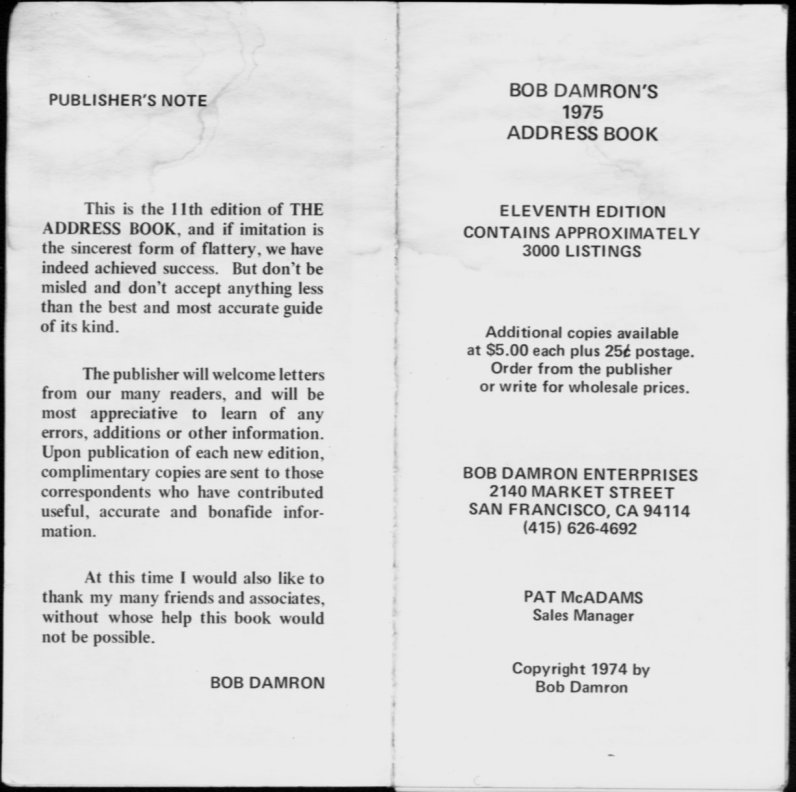 PUBLISHER'S NOTE
This is the 11th edition of THE
ADDRESS BOOK, and if imitation is
the sincerest form of flattery, we have
indeed achieved success. But don't be
misled and don't accept anything less
than the best and most accurate guide
of its kind.
The publisher will welcome letters
from our many readers, and will be
most appreciative to learn of any
errors, additions or other information.
Upon publication of each new edition,
complimentary copies are sent to those
correspondents who have contributed
useful, accurate and bonafide infor-
mation.
At this time I would also like to
thank my many friends and associates,
without whose help this book would
not be possible.
BOB DAMRON
BOB DAMRON'S
1975
ADDRESS BOOK
ELEVENTH EDITION
CONTAINS APPROXIMATELY
3000 LISTINGS
Additional copies available
at $5.00 each plus 25¢ postage.
Order from the publisher
or write for wholesale prices.
BOB DAMRON ENTERPRISES
2140 MARKET STREET
SAN FRANCISCO, CA 94114
(415) 626-4692
PAT McADAMS
Sales Manager
Copyright 1974 by
Bob Damron